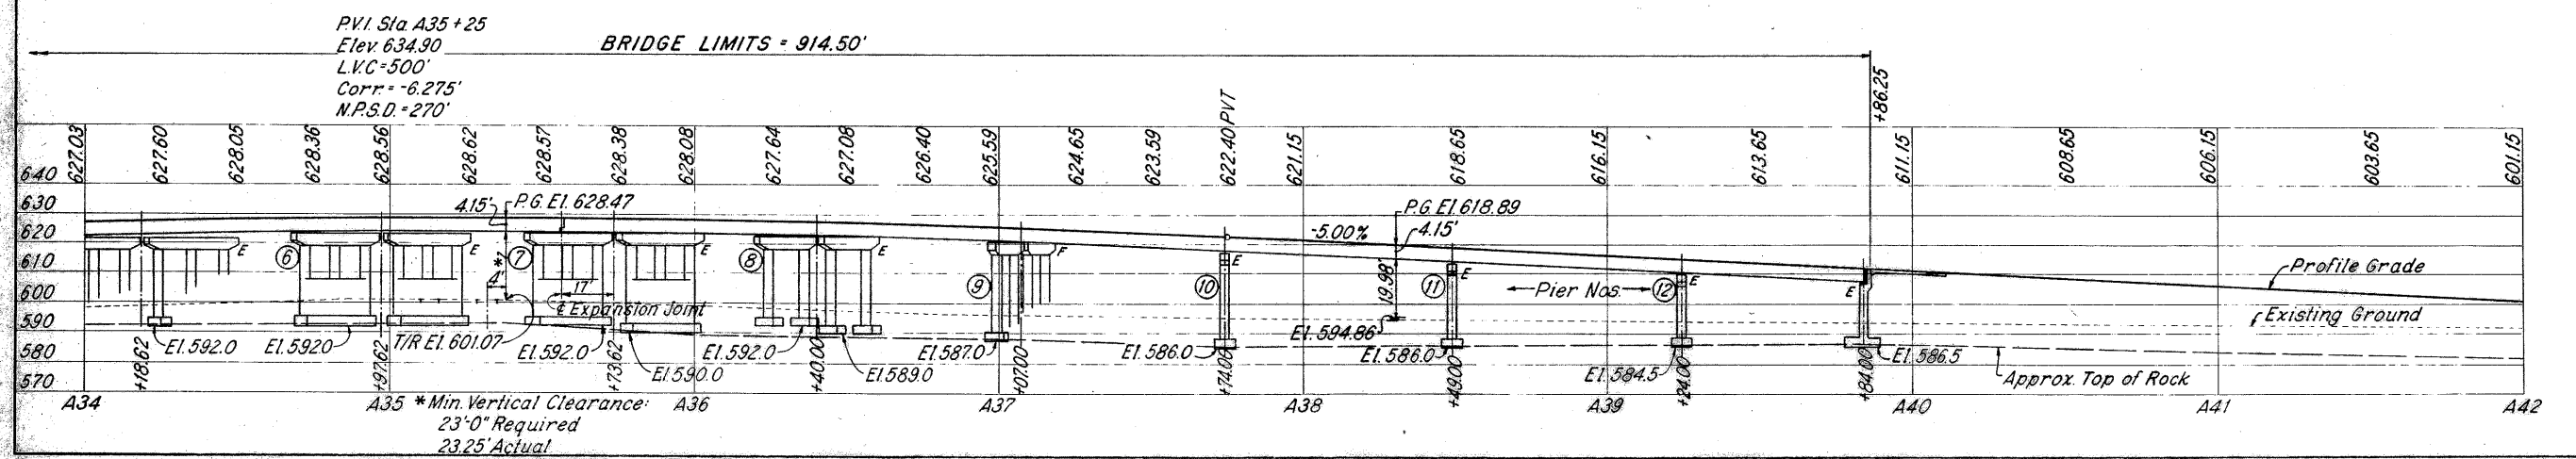 P.V.I. Sta. A35 + 25
Elev. 634.90
L.V.C = 500'
Corr. = -6.275'
N.P.S.D. = 270'
BRIDGE LIMITS = 914.50'
+86.25
627.03
627.60
628.05
628.36
628.56
628.62
628.57
628.38
628.08
627.64
627.08
626.40
625.59
624.65
623.59
622.40 PVT
621.15
618.65
616.15
613.65
611.15
608.65
606.15
603.65
601.15
640
630
620
610
600
590
580
570
4.15'
P.G. El. 628.47
P.G. El. 618.89
-5.00%
4.15'
E
6
E
7
E
8
E
9
F
10
E
11
E
12
E
E
*
4'
17'
℄ Expansion Joint
19.98'
←Pier Nos.→
Profile Grade
Existing Ground
Approx. Top of Rock
El. 592.0
El. 592.0
T/R El. 601.07
El. 592.0
El. 590.0
El. 592.0
El. 589.0
El. 587.0
El. 586.0
El. 594.86
El. 586.0
El. 584.5
El. 586.5
+18.62
+97.62
+73.62
+40.00
+07.00
+74.00
+49.00
+24.00
+84.00
A34
A35
A36
A37
A38
A39
A40
A41
A42
*Min. Vertical Clearance:
23'-0" Required
23.25' Actual